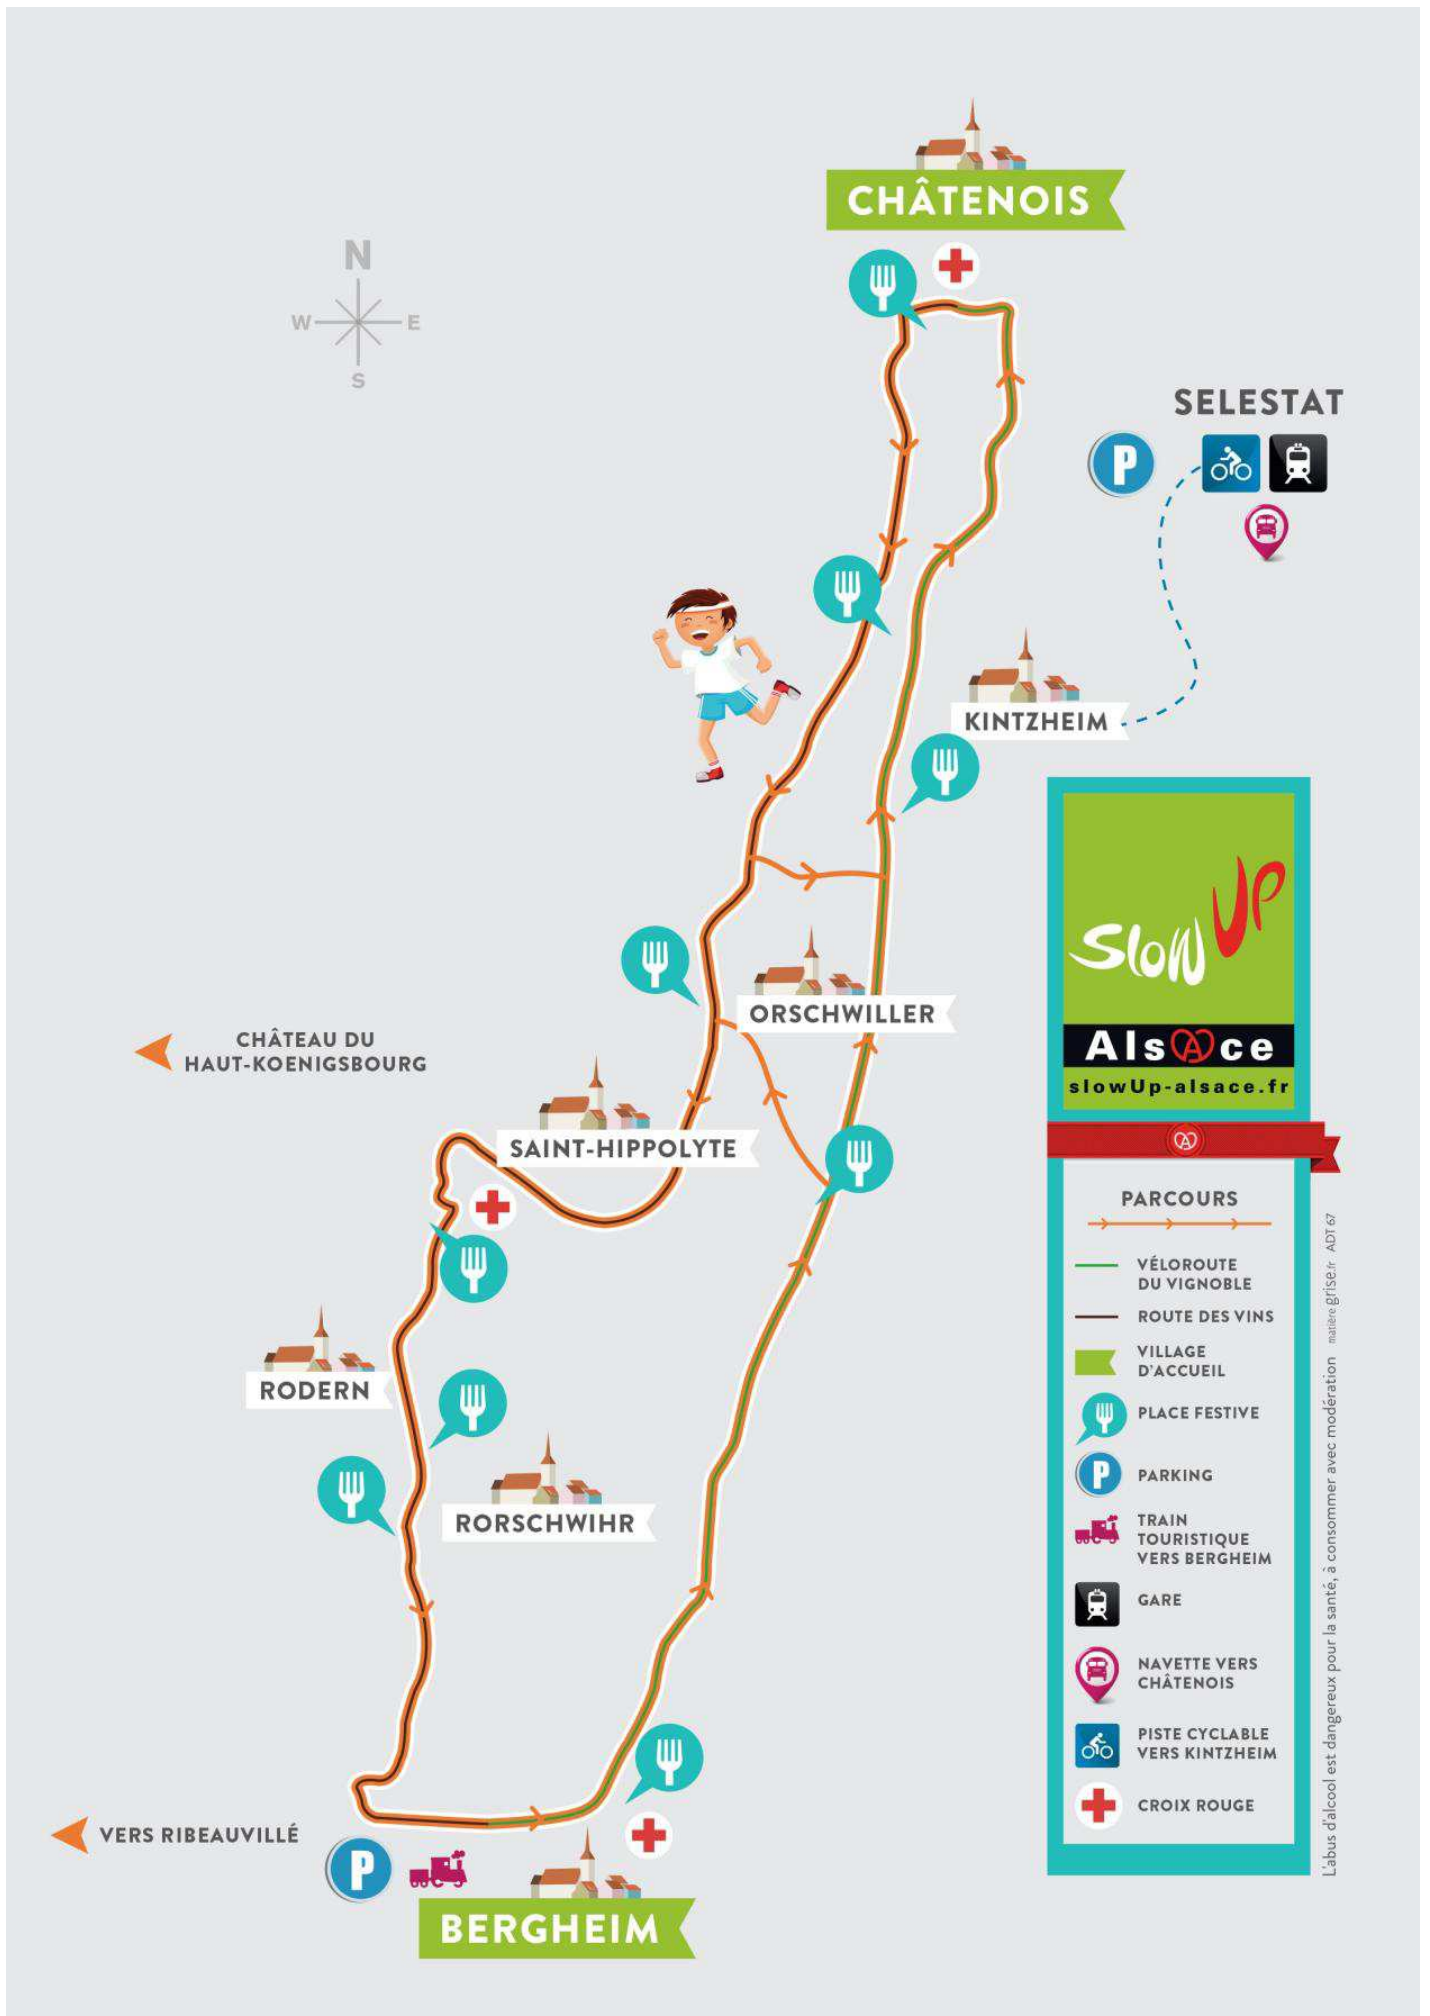 CHÂTENOIS
N
W E
S
SELESTAT
P
KINTZHEIM
Slow UP
Alsace
slowUp-alsace.fr
ORSCHWILLER
CHÂTEAU DU
HAUT-KOENIGSBOURG
SAINT-HIPPOLYTE
RODERN
RORSCHWIHR
VERS RIBEAUVILLÉ
P
BERGHEIM
A
PARCOURS
VÉLOROUTE
DU VIGNOBLE
ROUTE DES VINS
VILLAGE
D'ACCUEIL
PLACE FESTIVE
P
PARKING
TRAIN
TOURISTIQUE
VERS BERGHEIM
GARE
NAVETTE VERS
CHÂTENOIS
PISTE CYCLABLE
VERS KINTZHEIM
CROIX ROUGE
L'abus d'alcool est dangereux pour la santé, à consommer avec modération matière grise.fr ADT 67